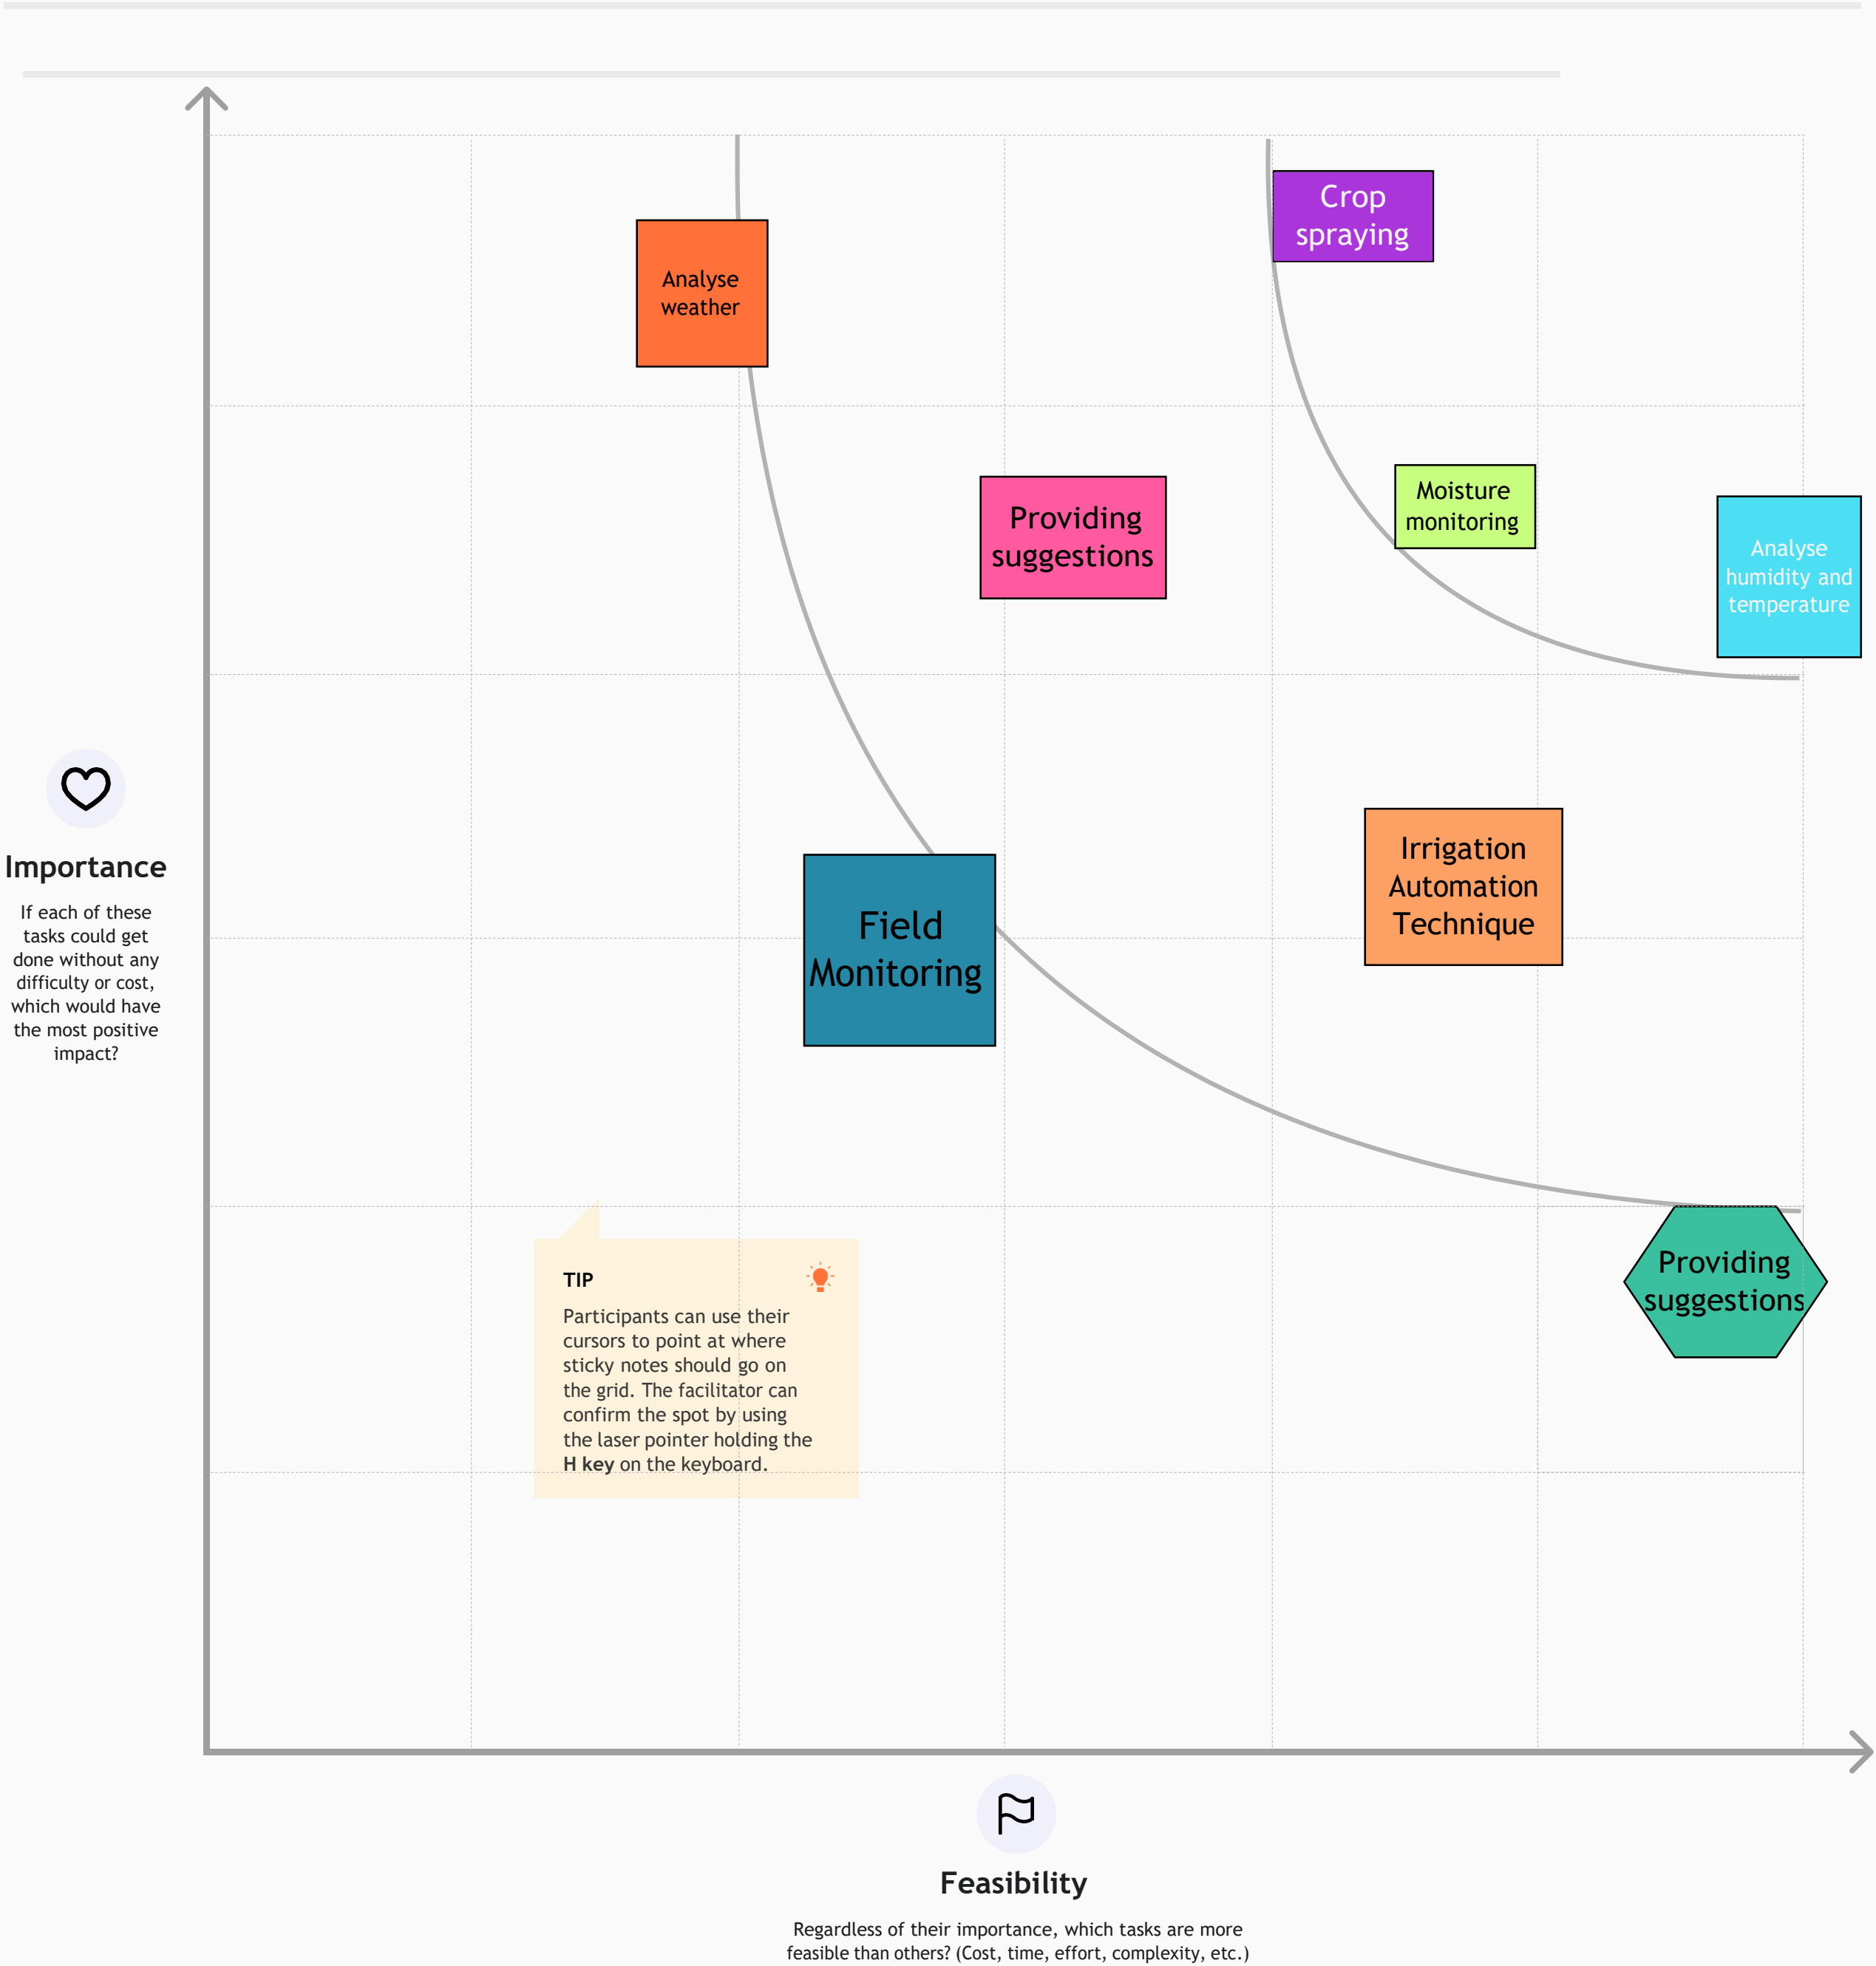 Crop
spraying
Analyse
weather
Moisture
monitoring
Providing
suggestions
Analyse
humidity and
temperature
Irrigation
Automation
Technique
Importance
If each of these
tasks could get
done without any
difficulty or cost,
which would have
the most positive
impact?
Field
Monitoring
Providing
suggestions
TIP
Participants can use their
cursors to point at where
sticky notes should go on
the grid. The facilitator can
confirm the spot by using
the laser pointer holding the
H key on the keyboard.
Feasibility
Regardless of their importance, which tasks are more
feasible than others? (Cost, time, effort, complexity, etc.)